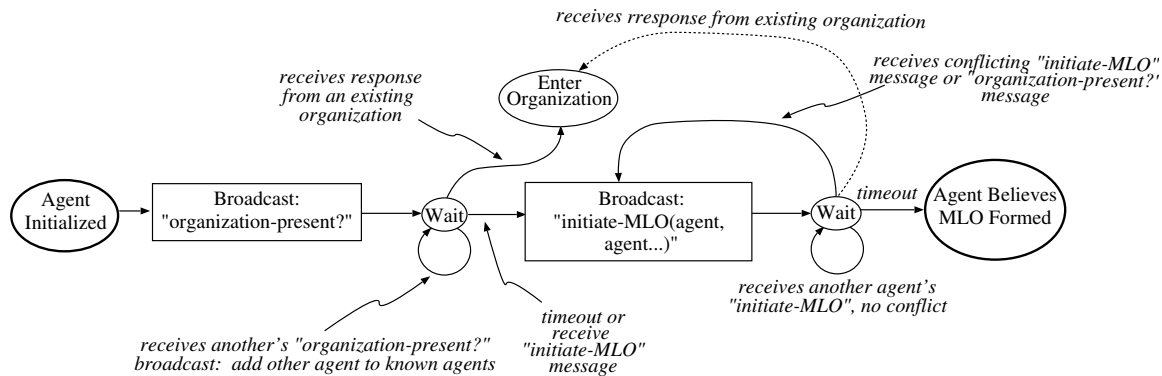 receives rresponse from existing organization
receives response
from an existing
organization
Enter
Organization
receives conflicting "initiate-MLO"
message or "organization-present?'
message
Agent
Initialized
Broadcast:
"organization-present?"
Wait
Broadcast:
"initiate-MLO(agent,
agent...)"
Wait
timeout
Agent Believes
MLO Formed
receives another's "organization-present?"
broadcast:  add other agent to known agents
timeout or
receive
"initiate-MLO"
message
receives another agent's
"initiate-MLO", no conflict